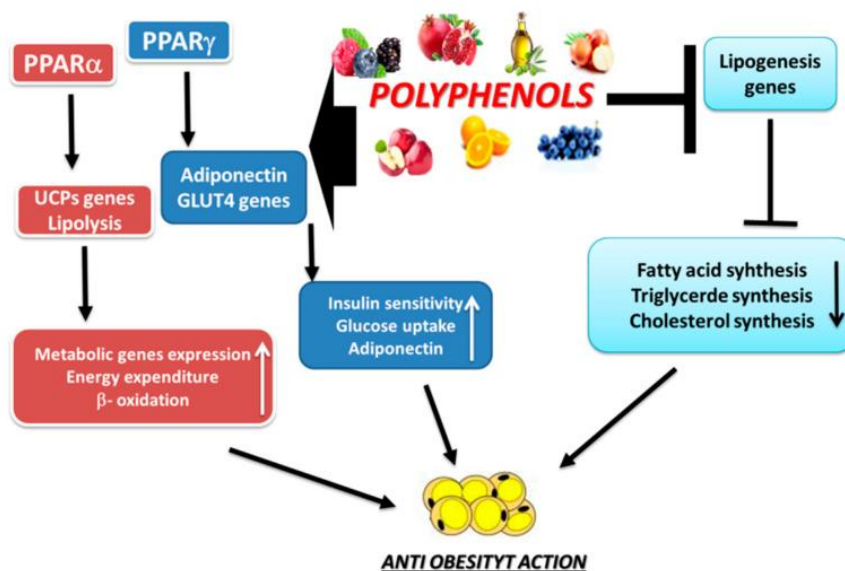 PPARα
PPARγ
POLYPHENOLS
Lipogenesis
genes
UCPs genes
Lipolysis
Adiponectin
GLUT4 genes
Metabolic genes expression
Energy expenditure
β- oxidation
Insulin sensitivity
Glucose uptake
Adiponectin
Fatty acid syhthesis
Triglycerde synthesis
Cholesterol synthesis
ANTI OBESITYT ACTION